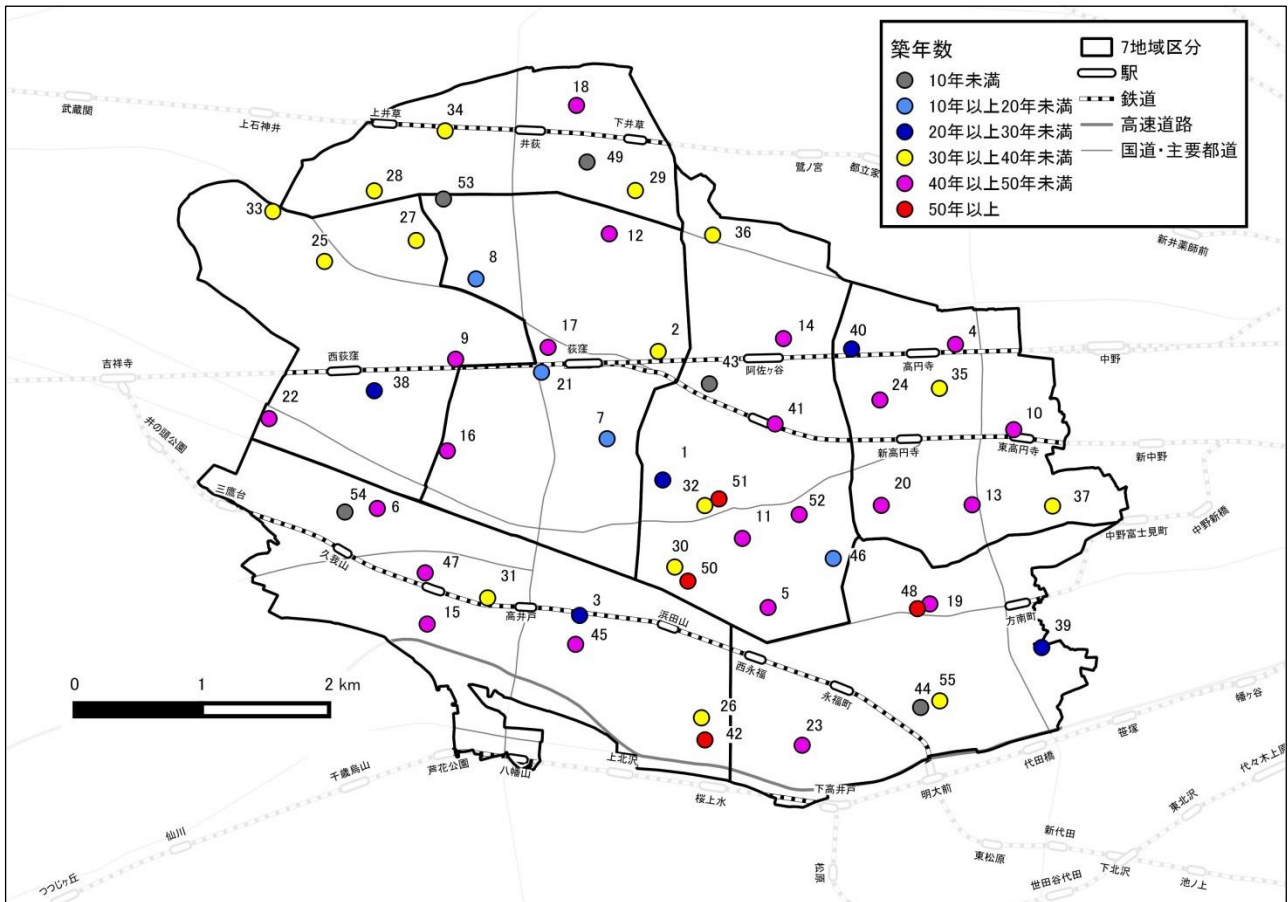 築年数
10年未満
10年以上20年未満
20年以上30年未満
30年以上40年未満
40年以上50年未満
50年以上
7地域区分
駅
鉄道
高速道路
国道・主要都道
武蔵関
上石神井
上井草
34
18
井荻
下井草
49
鷺ノ宮
都立家
28
53
29
33
27
25
8
12
36
新井薬師前
17
2
14
40
4
9
荻窪
43
阿佐ヶ谷
高円寺
中野
吉祥寺
西荻窪
38
21
24
35
22
井の頭公園
16
7
41
10
新高円寺
東高円寺
新中野
1
32
51
52
20
13
37
中野富士見町
中野新橋
三鷹台
54
6
11
久我山
30
50
46
47
31
5
48
19
方南町
15
高井戸
3
浜田山
45
39
西永福
永福町
44
55
0
1
2 km
26
42
23
幡ヶ谷
笹塚
代田橋
代々木上原
千歳烏山
芦花公園
八幡山
上北沢
桜上水
下高井戸
明大前
東北沢
仙川
つつじヶ丘
松原
東松原
新代田
下北沢
世田谷代田
池ノ上